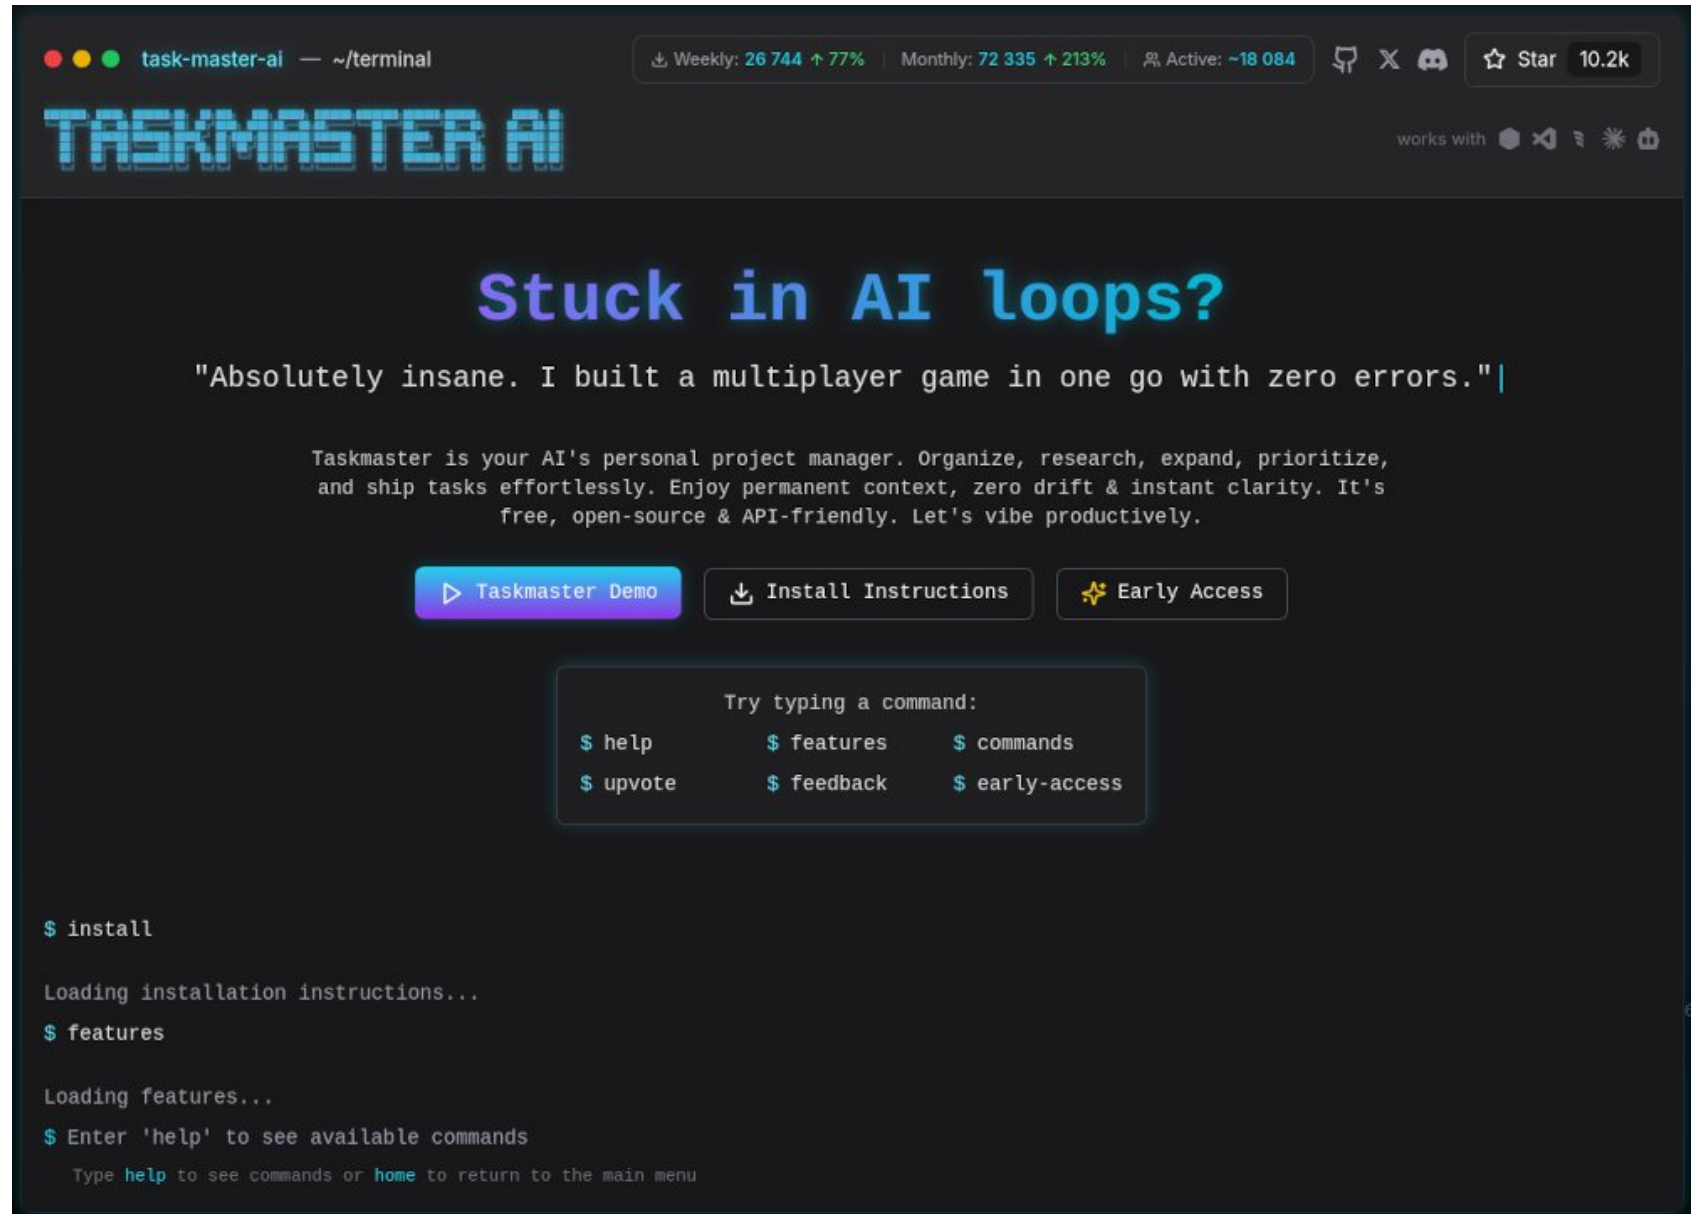 task-master-ai — ~/terminal
Weekly: 26 744 ↑ 77% Monthly: 72 335 ↑ 213% Active: ~18 084
Star 10.2k
TASKMASTER AI
works with
Stuck in AI loops?
"Absolutely insane. I built a multiplayer game in one go with zero errors."
Taskmaster is your AI's personal project manager. Organize, research, expand, prioritize,
and ship tasks effortlessly. Enjoy permanent context, zero drift & instant clarity. It's
free, open-source & API-friendly. Let's vibe productively.
Taskmaster Demo Install Instructions Early Access
Try typing a command:
$ help $ features $ commands
$ upvote $ feedback $ early-access
$ install
Loading installation instructions...
$ features
Loading features...
$ Enter 'help' to see available commands
Type help to see commands or home to return to the main menu